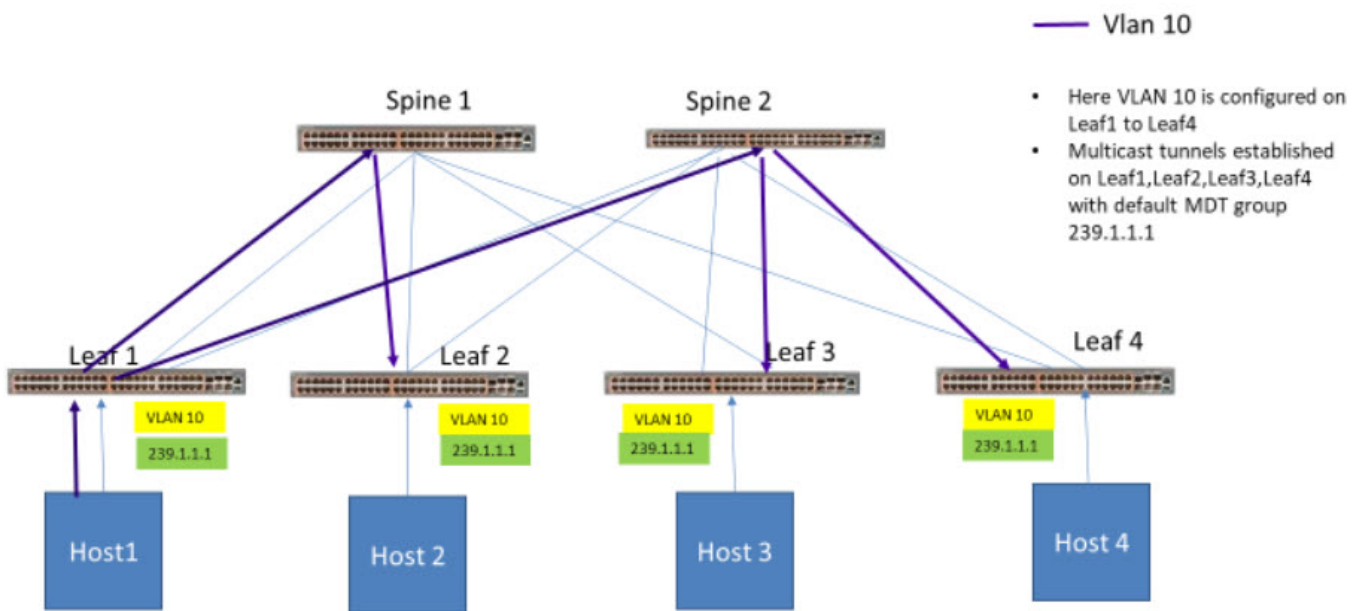 Vlan 10
Spine 1
Spine 2
• Here VLAN 10 is configured on
Leaf1 to Leaf4
• Multicast tunnels established
on Leaf1,Leaf2,Leaf3,Leaf4
with default MDT group
239.1.1.1
Leaf 1
Leaf 2
Leaf 3
Leaf 4
VLAN 10
239.1.1.1
VLAN 10
239.1.1.1
VLAN 10
239.1.1.1
VLAN 10
239.1.1.1
Host1
Host 2
Host 3
Host 4